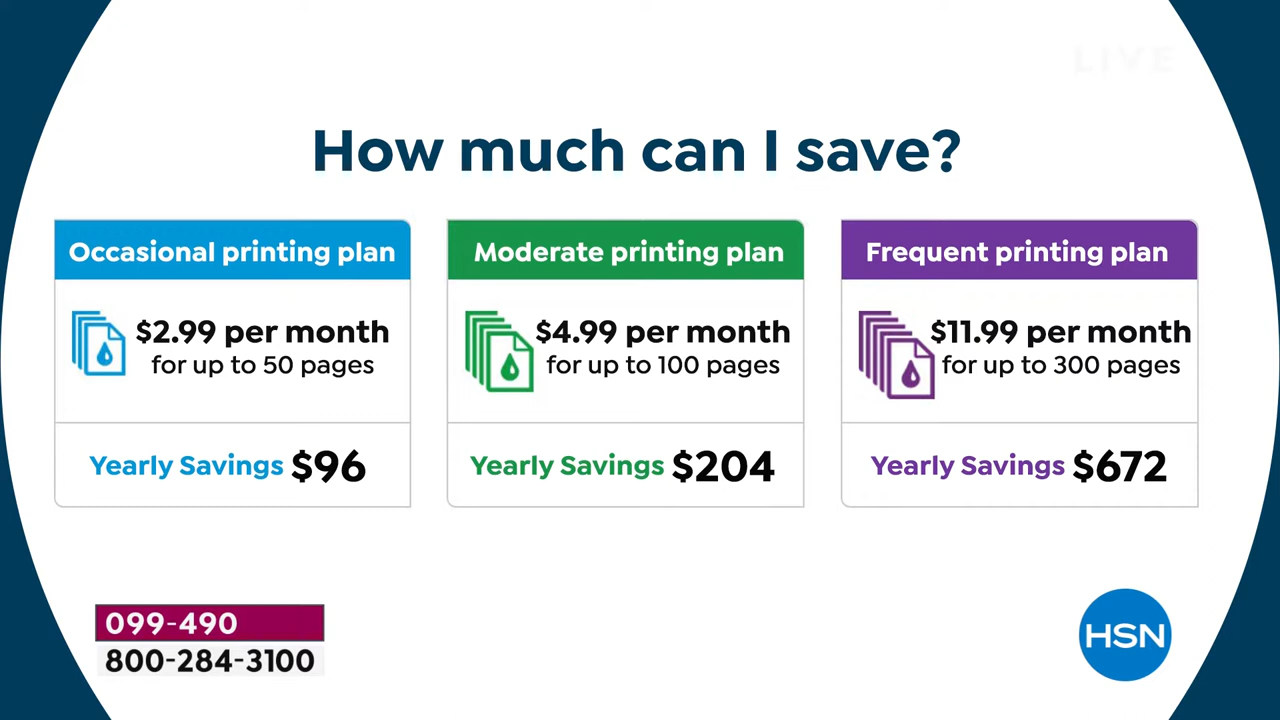 LIVE
How much can I save?
Occasional printing plan
$2.99 per month
for up to 50 pages
Yearly Savings $96
Moderate printing plan
$4.99 per month
for up to 100 pages
Yearly Savings $204
Frequent printing plan
$11.99 per month
for up to 300 pages
Yearly Savings $672
099-490
800-284-3100
HSN